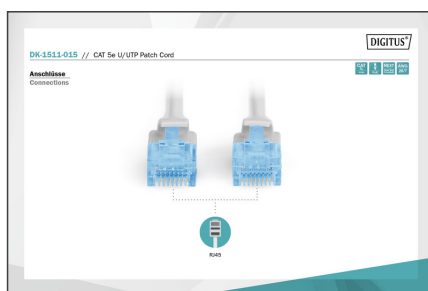 DIGITUS®
DK-1511-015 // CAT 5e U/UTP Patch Cord
Anschlüsse
Connections
RJ45